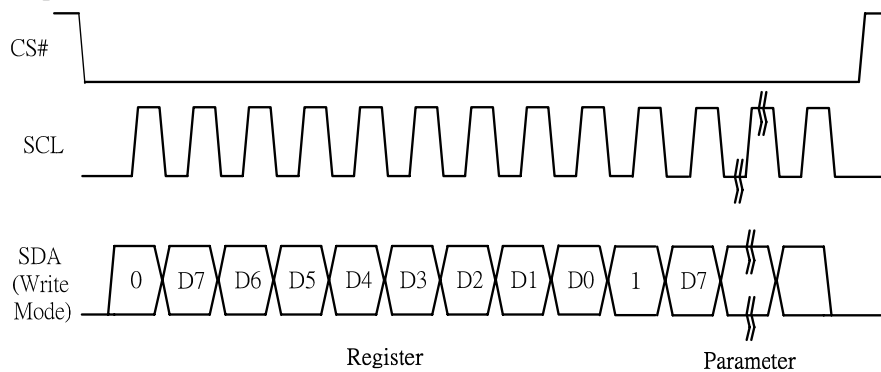 CS#
SCL
SDA
(Write
Mode)
0 D7 D6 D5 D4 D3 D2 D1 D0 1 D7
Register Parameter